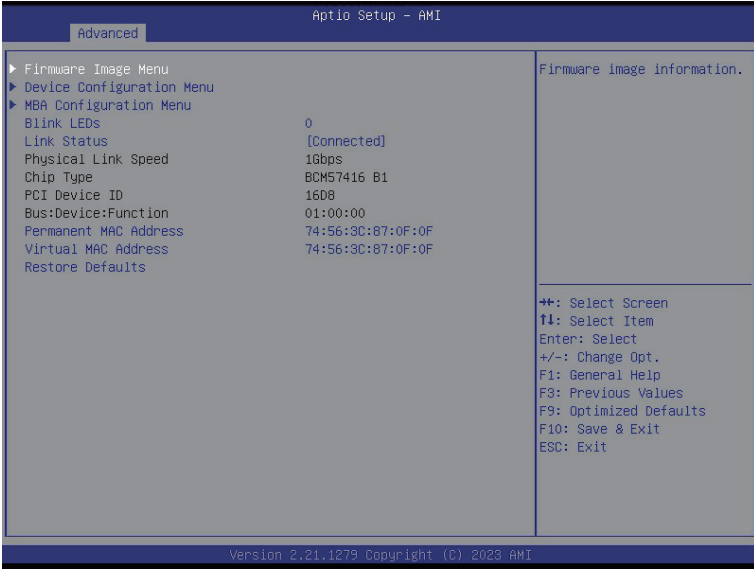 Aptio Setup – AMI
Advanced
▶ Firmware Image Menu
▶ Device Configuration Menu
▶ MBA Configuration Menu
Blink LEDs 0
Link Status [Connected]
Physical Link Speed 1Gbps
Chip Type BCM57416 B1
PCI Device ID 16D8
Bus:Device:Function 01:00:00
Permanent MAC Address 74:56:3C:87:0F:0F
Virtual MAC Address 74:56:3C:87:0F:0F
Restore Defaults
Firmware image information.
→←: Select Screen
↑↓: Select Item
Enter: Select
+/-: Change Opt.
F1: General Help
F3: Previous Values
F9: Optimized Defaults
F10: Save & Exit
ESC: Exit
Version 2.21.1279 Copyright (C) 2023 AMI